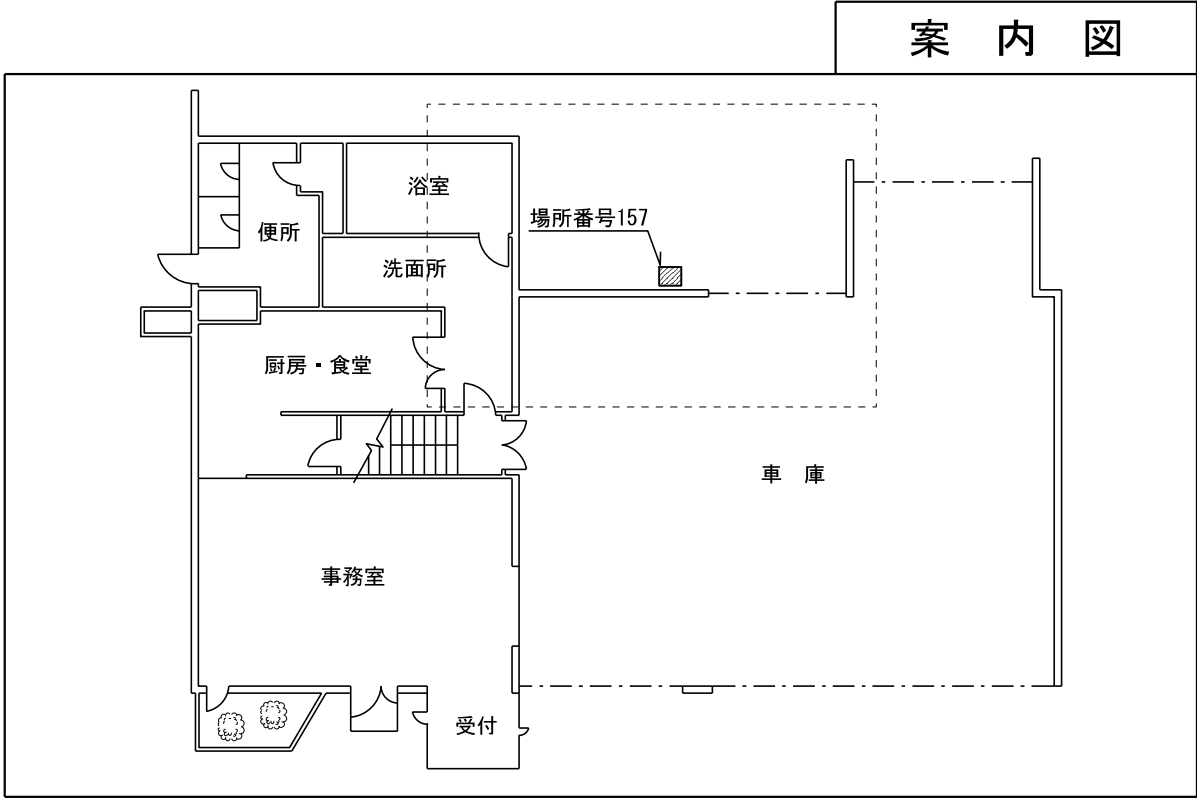 案 内 図
浴室
場所番号157
便所
洗面所
厨房・食堂
車 庫
事務室
受付